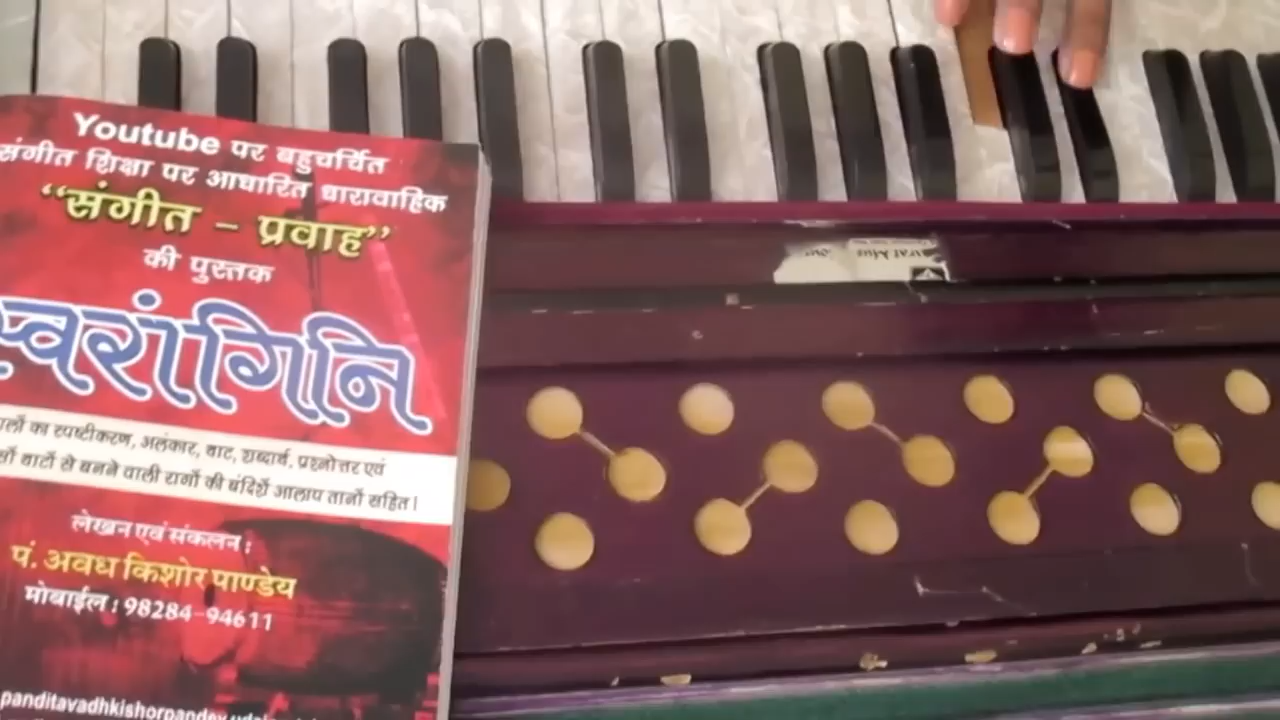 Youtube पर बहुचर्चित
संगीत शिक्षा पर आधारित धारावाहिक
“संगीत - प्रवाह”
की पुस्तक
स्वरांगिनि
का स्पष्टीकरण, अलंकार, थाट, शब्दार्थ, प्रश्नोत्तर एवं
थाटों से बनने वाली रागों की बंदिशें आलाप तानों सहित।
लेखन एवं संकलन :
पं. अवध किशोर पाण्डेय
मोबाईल : 98284-94611
panditavadhkishorpandey